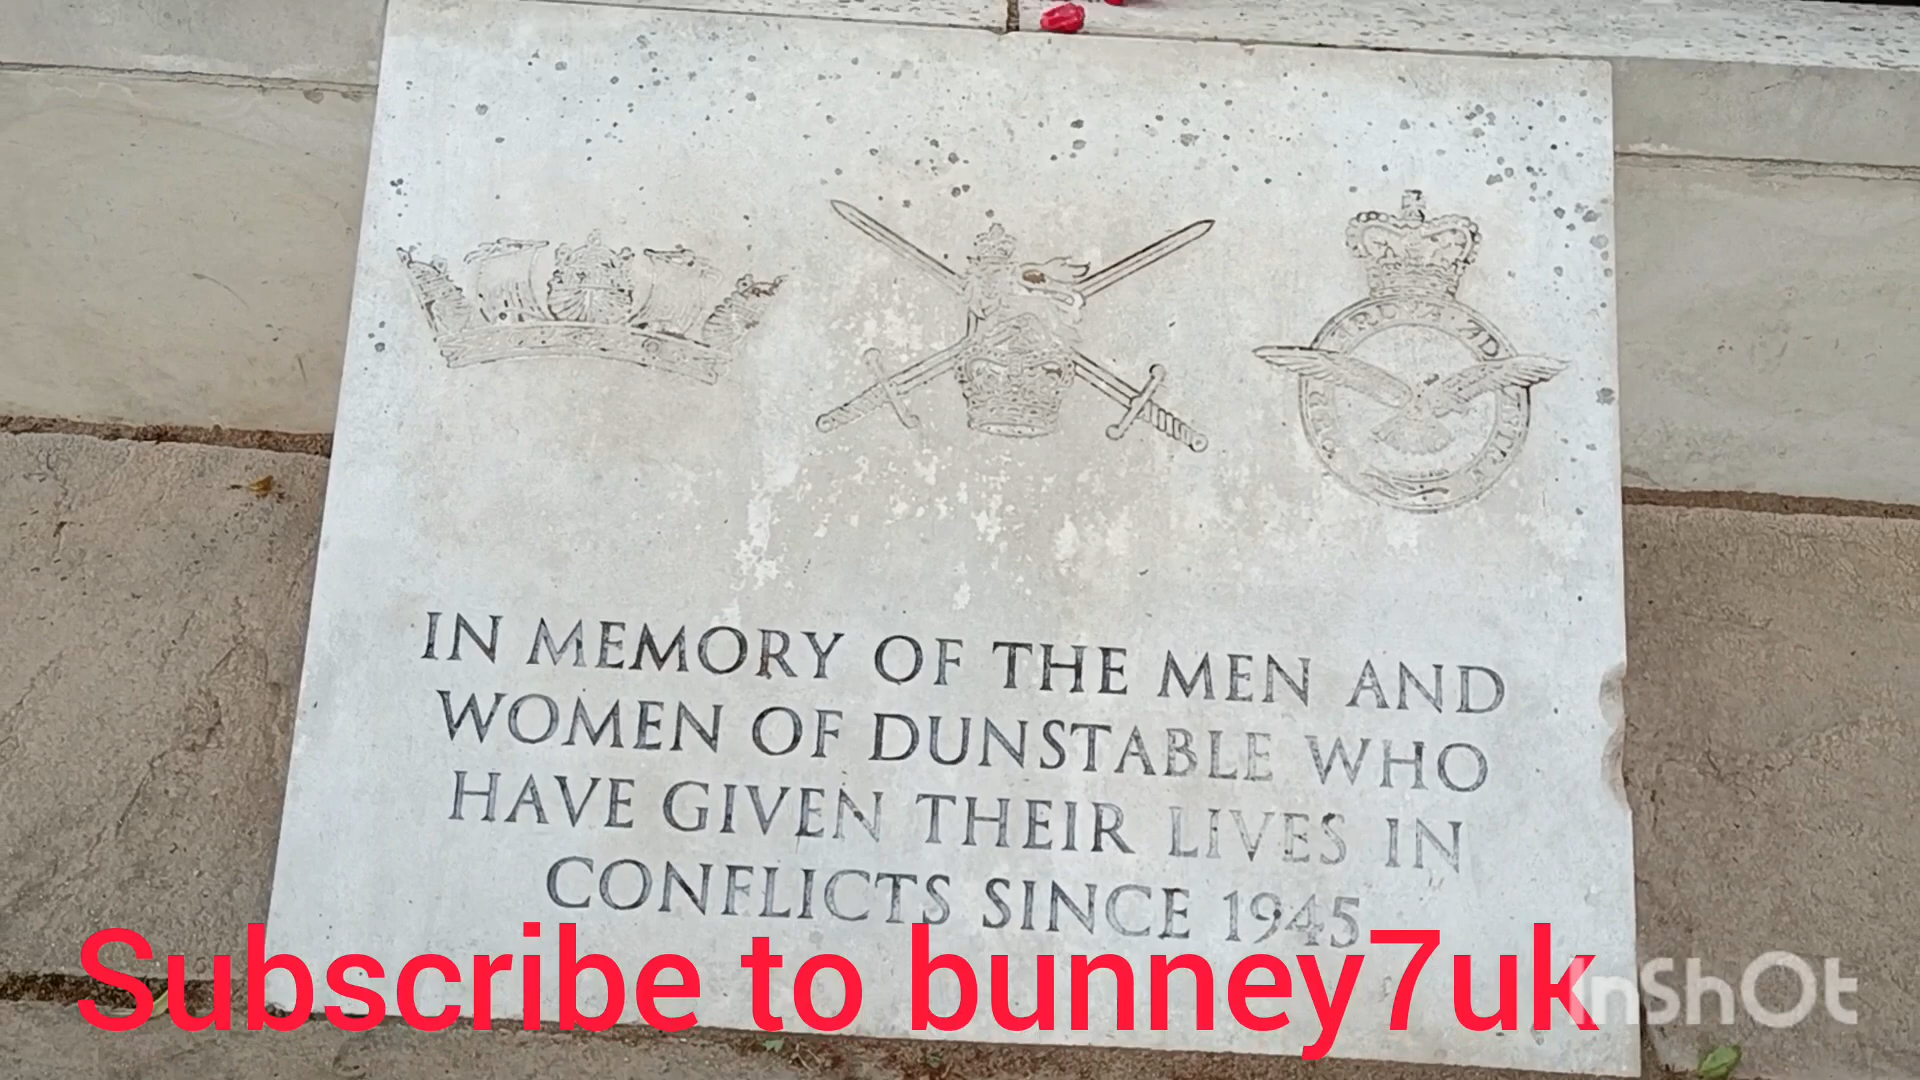 IN MEMORY OF THE MEN AND
WOMEN OF DUNSTABLE WHO
HAVE GIVEN THEIR LIVES IN
CONFLICTS SINCE 1945
Subscribe to bunney7uk
InShOt